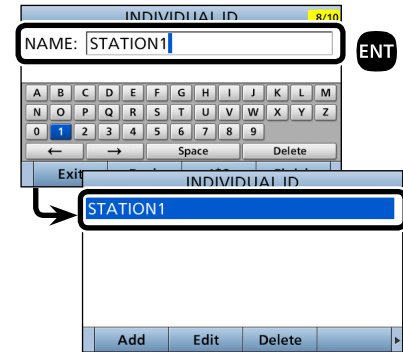 INDIVIDUAL ID 8/10
NAME: STATION1
ENT
A B C D E F G H I J K L M
N O P Q R S T U V W X Y Z
0 1 2 3 4 5 6 7 8 9
← → Space Delete
Exit
INDIVIDUAL ID
STATION1
Add Edit Delete